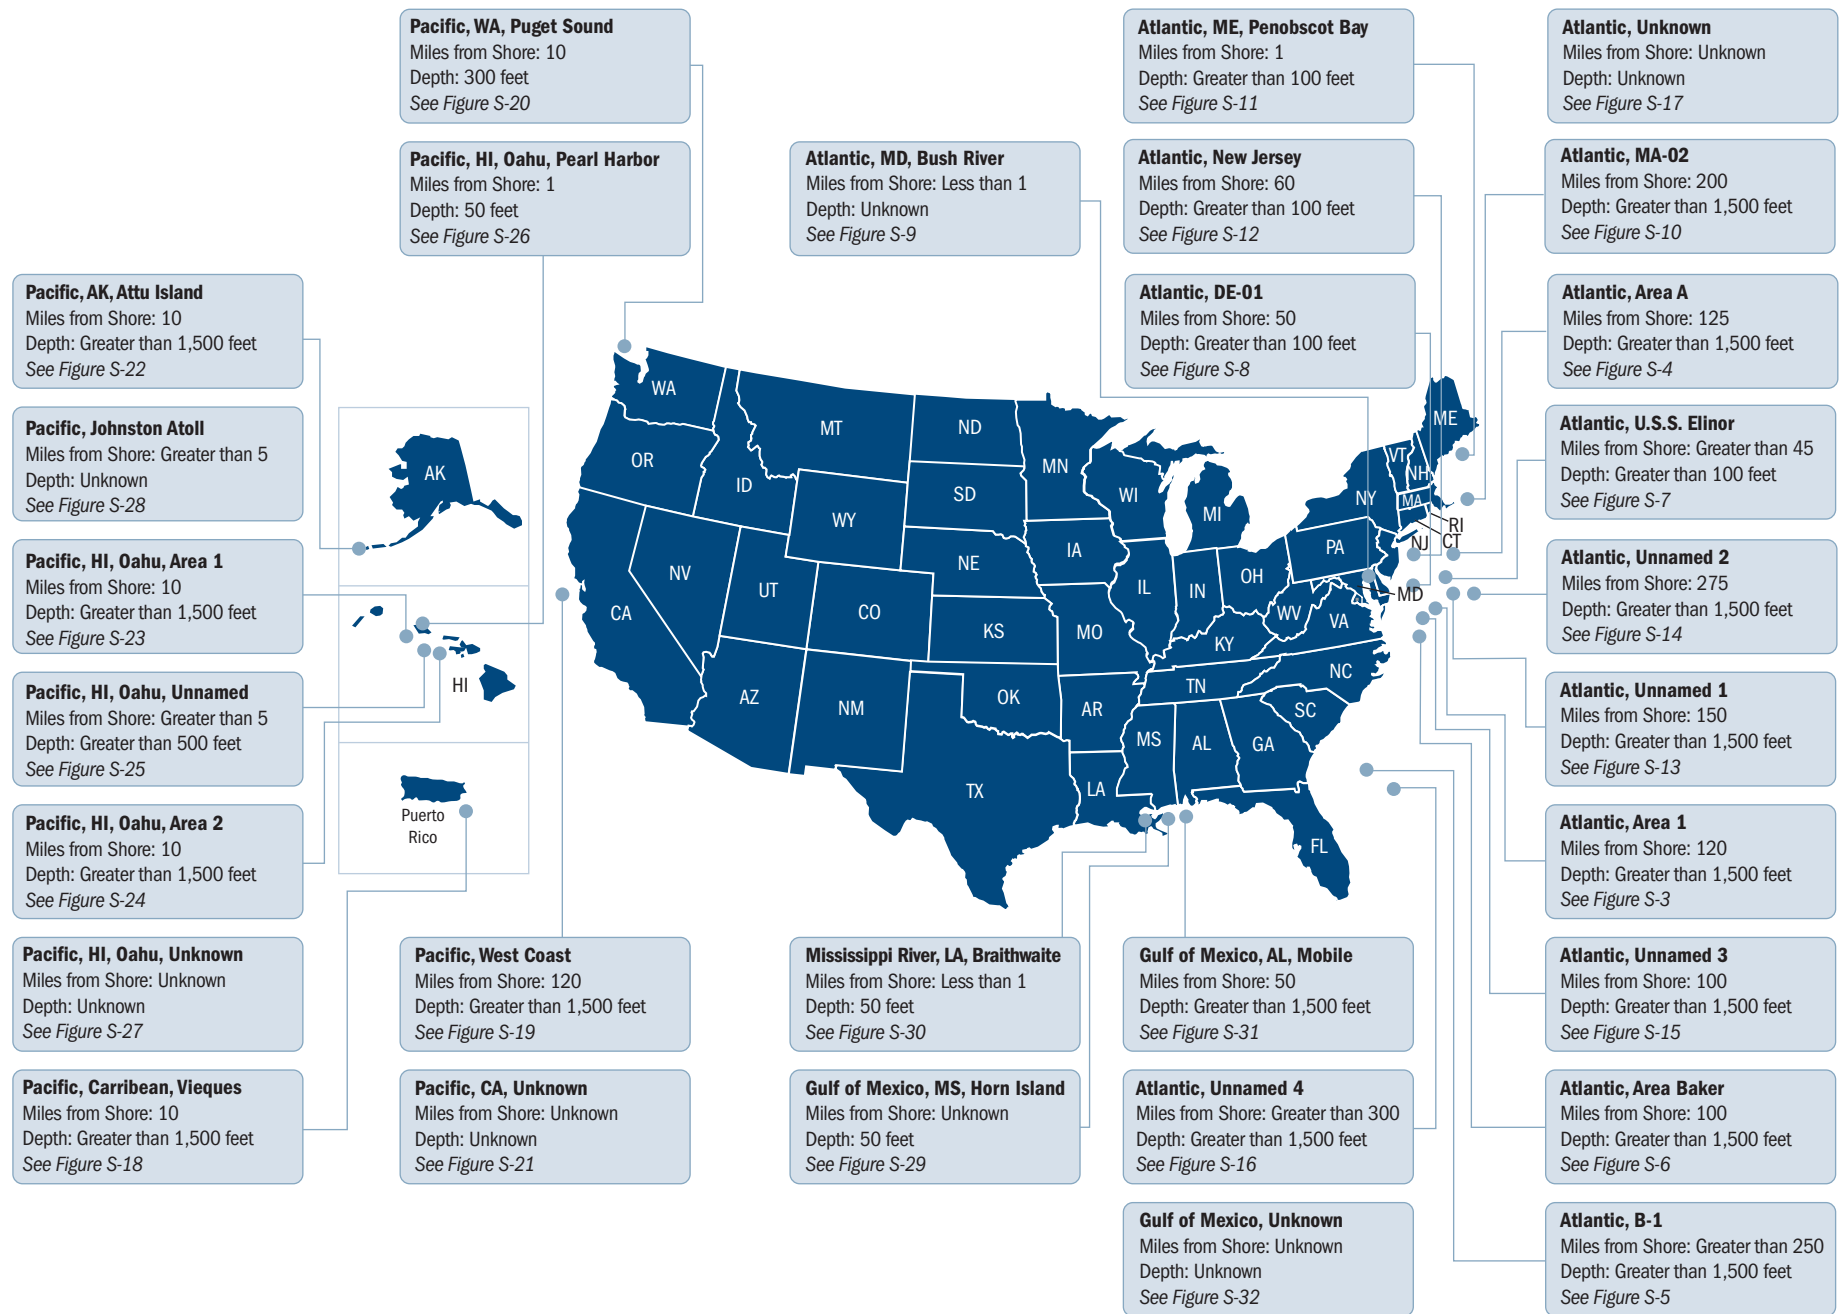 Pacific, WA, Puget Sound
Miles from Shore: 10
Depth: 300 feet
See Figure S-20
Atlantic, ME, Penobscot Bay
Miles from Shore: 1
Depth: Greater than 100 feet
See Figure S-11
Atlantic, Unknown
Miles from Shore: Unknown
Depth: Unknown
See Figure S-17
Pacific, HI, Oahu, Pearl Harbor
Miles from Shore: 1
Depth: 50 feet
See Figure S-26
Atlantic, MD, Bush River
Miles from Shore: Less than 1
Depth: Unknown
See Figure S-9
Atlantic, New Jersey
Miles from Shore: 60
Depth: Greater than 100 feet
See Figure S-12
Atlantic, MA-02
Miles from Shore: 200
Depth: Greater than 1,500 feet
See Figure S-10
Pacific, AK, Attu Island
Miles from Shore: 10
Depth: Greater than 1,500 feet
See Figure S-22
Atlantic, DE-01
Miles from Shore: 50
Depth: Greater than 100 feet
See Figure S-8
Atlantic, Area A
Miles from Shore: 125
Depth: Greater than 1,500 feet
See Figure S-4
Pacific, Johnston Atoll
Miles from Shore: Greater than 5
Depth: Unknown
See Figure S-28
Atlantic, U.S.S. Elinor
Miles from Shore: Greater than 45
Depth: Greater than 100 feet
See Figure S-7
Pacific, HI, Oahu, Area 1
Miles from Shore: 10
Depth: Greater than 1,500 feet
See Figure S-23
Atlantic, Unnamed 2
Miles from Shore: 275
Depth: Greater than 1,500 feet
See Figure S-14
Pacific, HI, Oahu, Unnamed
Miles from Shore: Greater than 5
Depth: Greater than 500 feet
See Figure S-25
Atlantic, Unnamed 1
Miles from Shore: 150
Depth: Greater than 1,500 feet
See Figure S-13
Pacific, HI, Oahu, Area 2
Miles from Shore: 10
Depth: Greater than 1,500 feet
See Figure S-24
Atlantic, Area 1
Miles from Shore: 120
Depth: Greater than 1,500 feet
See Figure S-3
AK
HI
Puerto
Rico
WA
OR
CA
NV
ID
MT
WY
UT
AZ
CO
NM
ND
SD
NE
KS
OK
TX
MN
IA
MO
AR
LA
WI
IL
MS
MI
IN
OH
KY
TN
AL
GA
FL
SC
NC
VA
WV
PA
NY
VT
NH
ME
MA
RI
CT
NJ
MD
Pacific, HI, Oahu, Unknown
Miles from Shore: Unknown
Depth: Unknown
See Figure S-27
Pacific, West Coast
Miles from Shore: 120
Depth: Greater than 1,500 feet
See Figure S-19
Mississippi River, LA, Braithwaite
Miles from Shore: Less than 1
Depth: 50 feet
See Figure S-30
Gulf of Mexico, AL, Mobile
Miles from Shore: 50
Depth: Greater than 1,500 feet
See Figure S-31
Atlantic, Unnamed 3
Miles from Shore: 100
Depth: Greater than 1,500 feet
See Figure S-15
Pacific, Carribean, Vieques
Miles from Shore: 10
Depth: Greater than 1,500 feet
See Figure S-18
Pacific, CA, Unknown
Miles from Shore: Unknown
Depth: Unknown
See Figure S-21
Gulf of Mexico, MS, Horn Island
Miles from Shore: Unknown
Depth: 50 feet
See Figure S-29
Atlantic, Unnamed 4
Miles from Shore: Greater than 300
Depth: Greater than 1,500 feet
See Figure S-16
Atlantic, Area Baker
Miles from Shore: 100
Depth: Greater than 1,500 feet
See Figure S-6
Gulf of Mexico, Unknown
Miles from Shore: Unknown
Depth: Unknown
See Figure S-32
Atlantic, B-1
Miles from Shore: Greater than 250
Depth: Greater than 1,500 feet
See Figure S-5